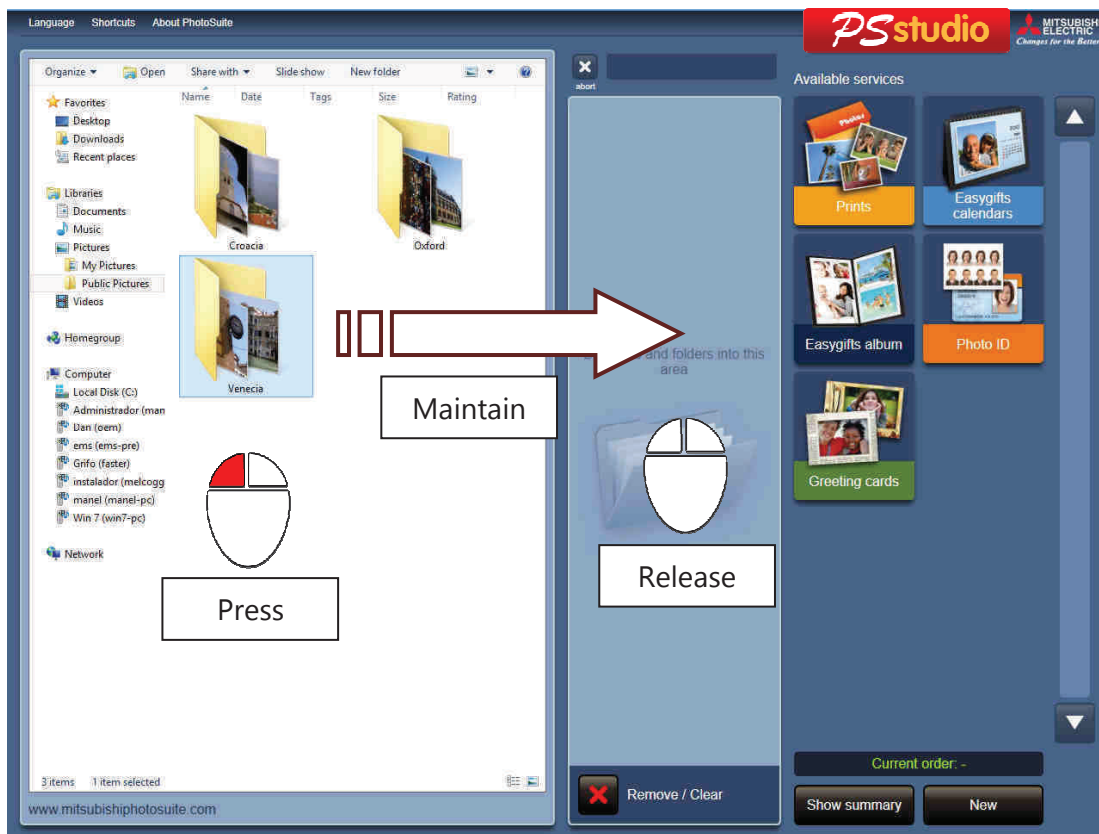 Language Shortcuts About PhotoSuite
PSstudio
MITSUBISHI
ELECTRIC
Changes for the Better
Organize Open Share with Slide show New folder
Name Date Tags Size Rating
Favorites
Desktop
Downloads
Recent places
Libraries
Documents
Music
Pictures
My Pictures
Public Pictures
Videos
Homegroup
Computer
Local Disk (C:)
Administrador (man
Dan (oem)
ems (ems-pre)
Grifo (faster)
instalador (melcogg
manel (manel-pc)
Win 7 (win7-pc)
Network
Croacia
Oxford
Venecia
Maintain
Press
3 items 1 item selected
www.mitsubishiphotosuite.com
abort
and folders into this
area
Release
Remove / Clear
Available services
Prints
Easygifts
calendars
Easygifts album
Photo ID
Greeting cards
Current order: -
Show summary
New